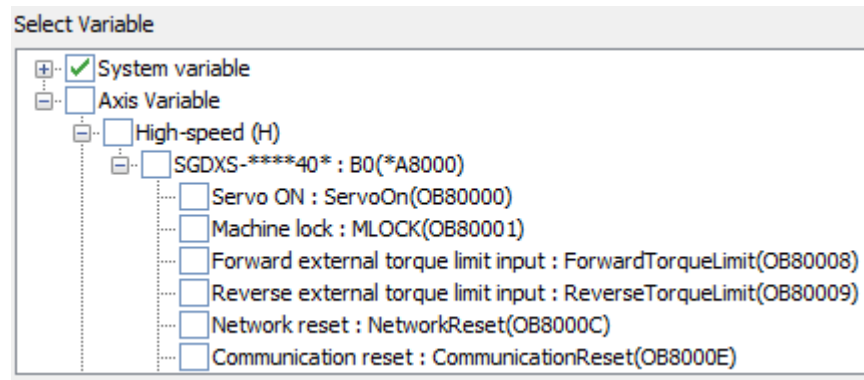 Select Variable
System variable
Axis Variable
High-speed (H)
SGDXS-****40* : B0(*A8000)
Servo ON : ServoOn(OB80000)
Machine lock : MLOCK(OB80001)
Forward external torque limit input : ForwardTorqueLimit(OB80008)
Reverse external torque limit input : ReverseTorqueLimit(OB80009)
Network reset : NetworkReset(OB8000C)
Communication reset : CommunicationReset(OB8000E)